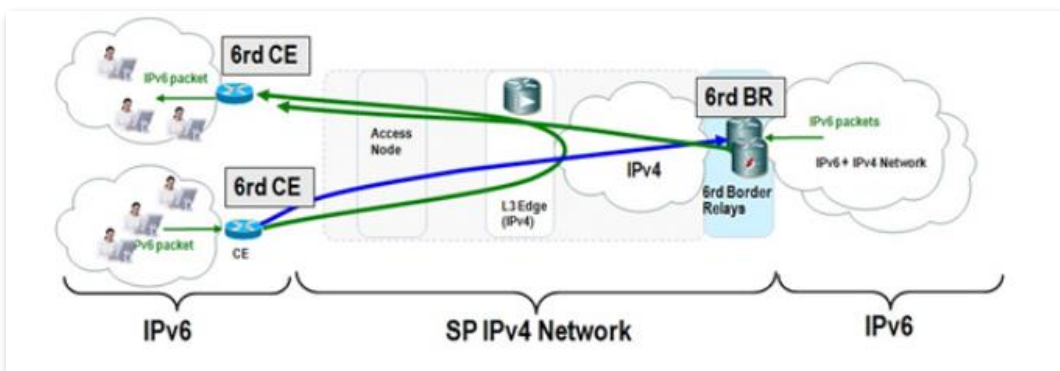 6rd CE
IPv6 packet
6rd CE
Pv6 packet
CE
Access
Node
L3 Edge
(IPv4)
IPv4
6rd BR
6rd Border
Relays
IPv6 packets
IPv6 + IPv4 Network
IPv6
SP IPv4 Network
IPv6